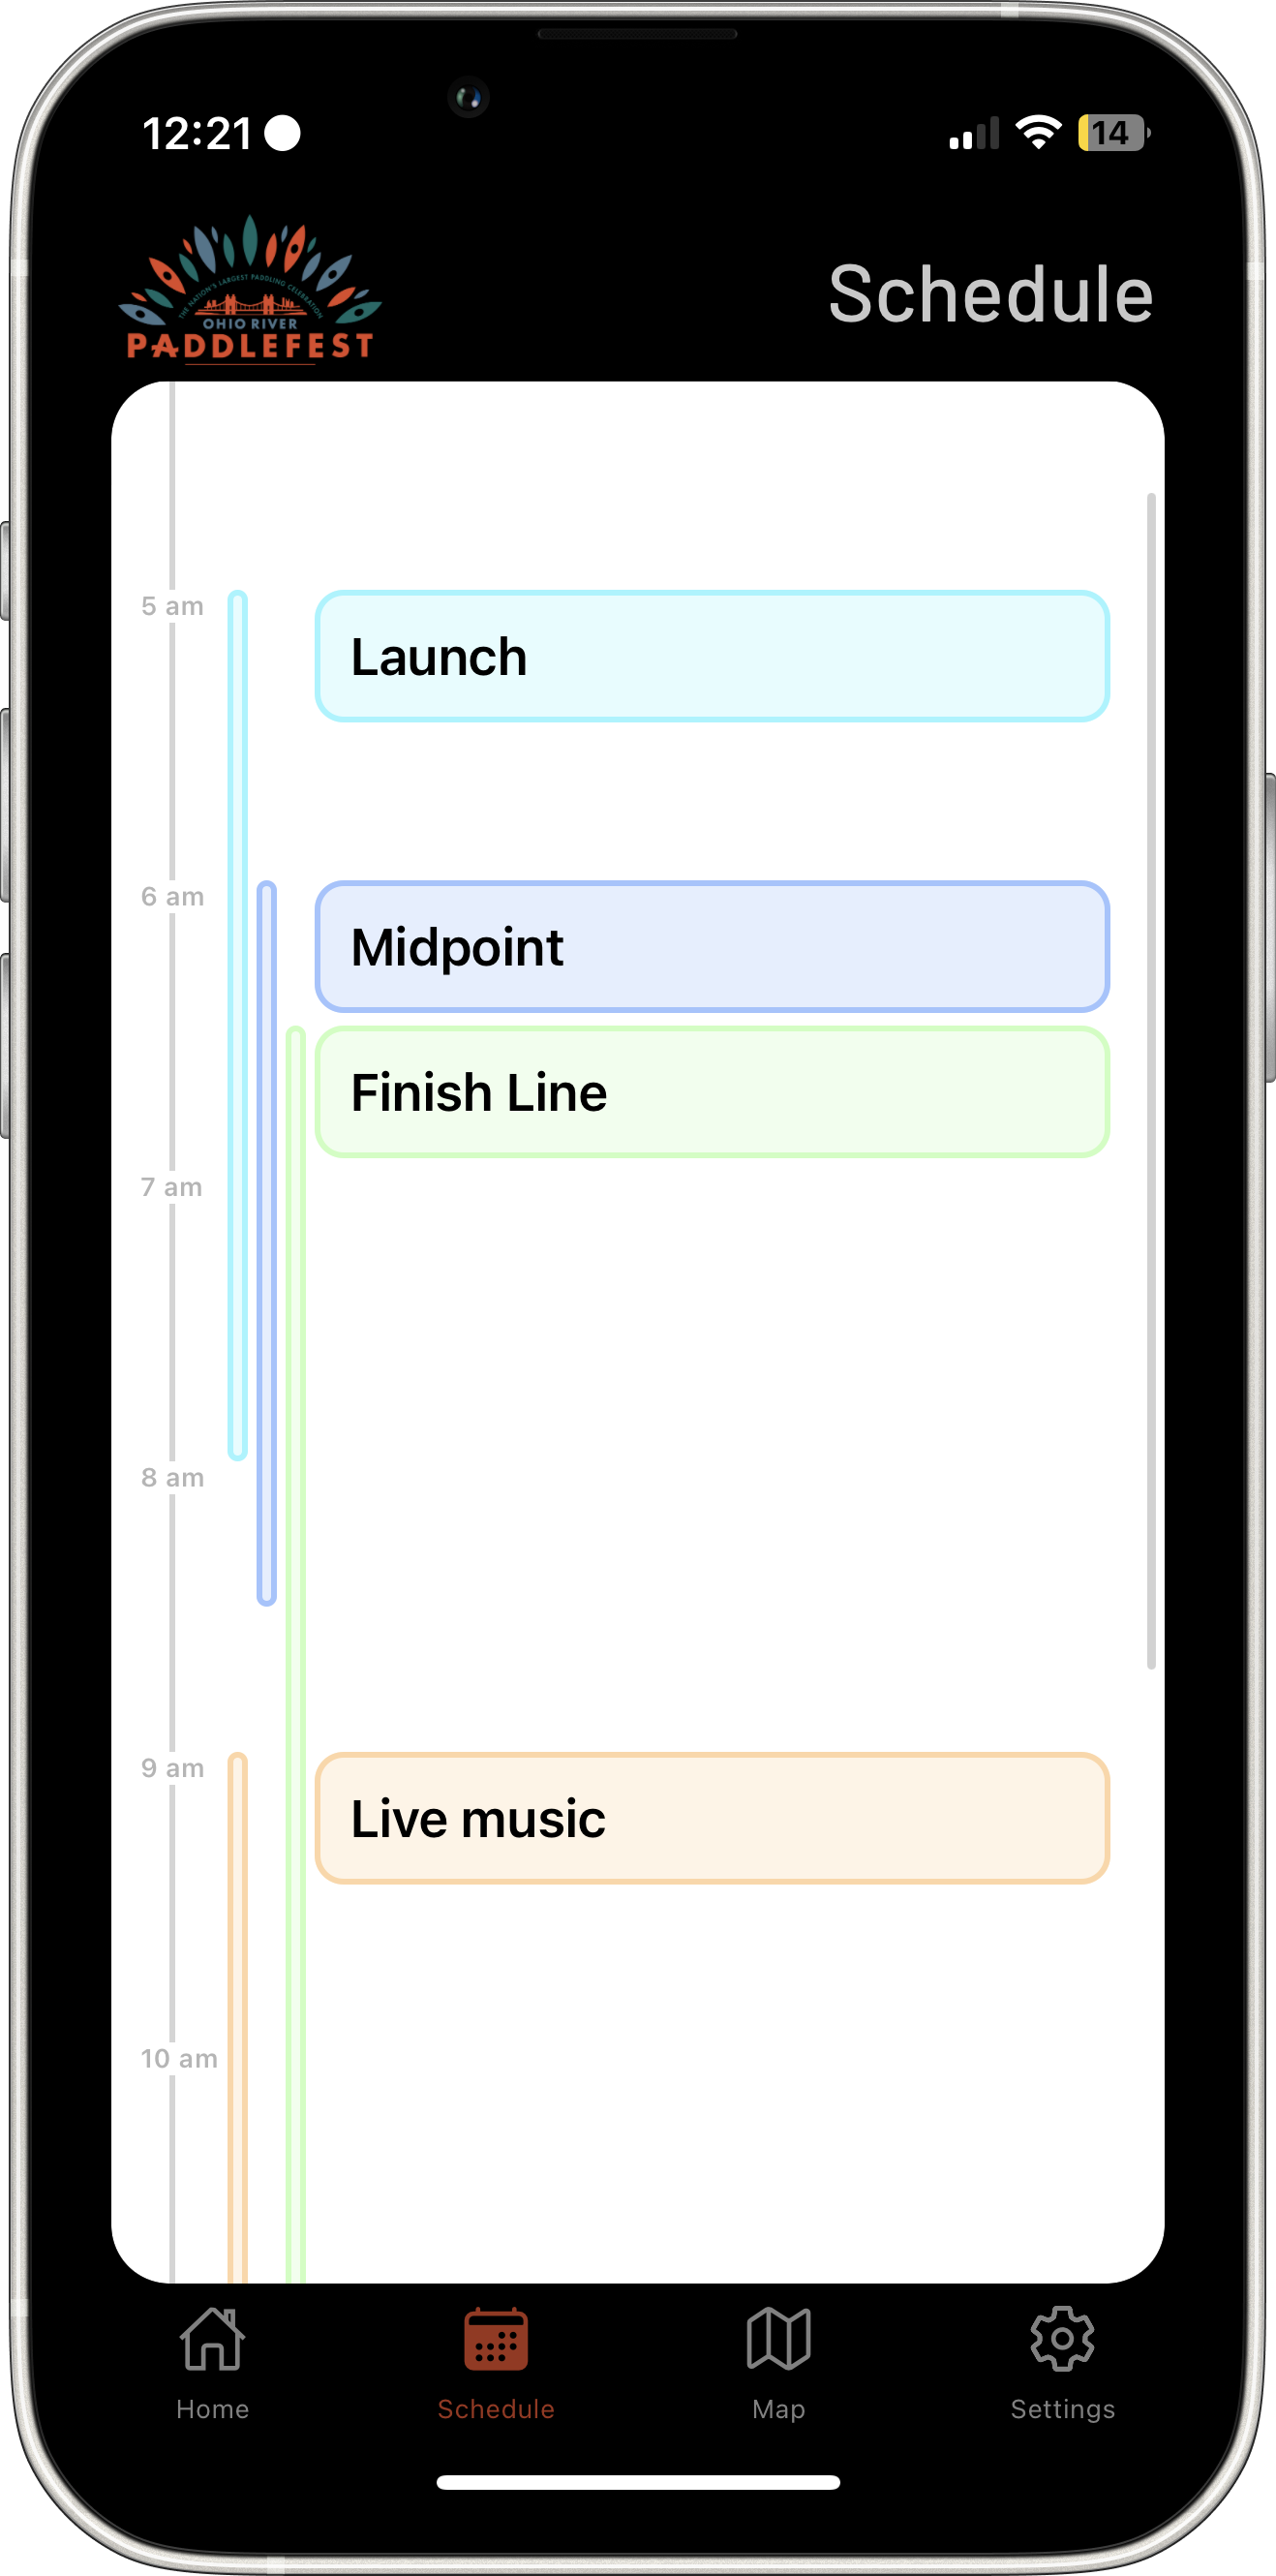 12:21
14
THE NATION'S LARGEST PADDLING CELEBRATION
OHIO RIVER
PADDLEFEST
Schedule
5 am
Launch
6 am
Midpoint
Finish Line
7 am
8 am
9 am
Live music
10 am
Home
Schedule
Map
Settings